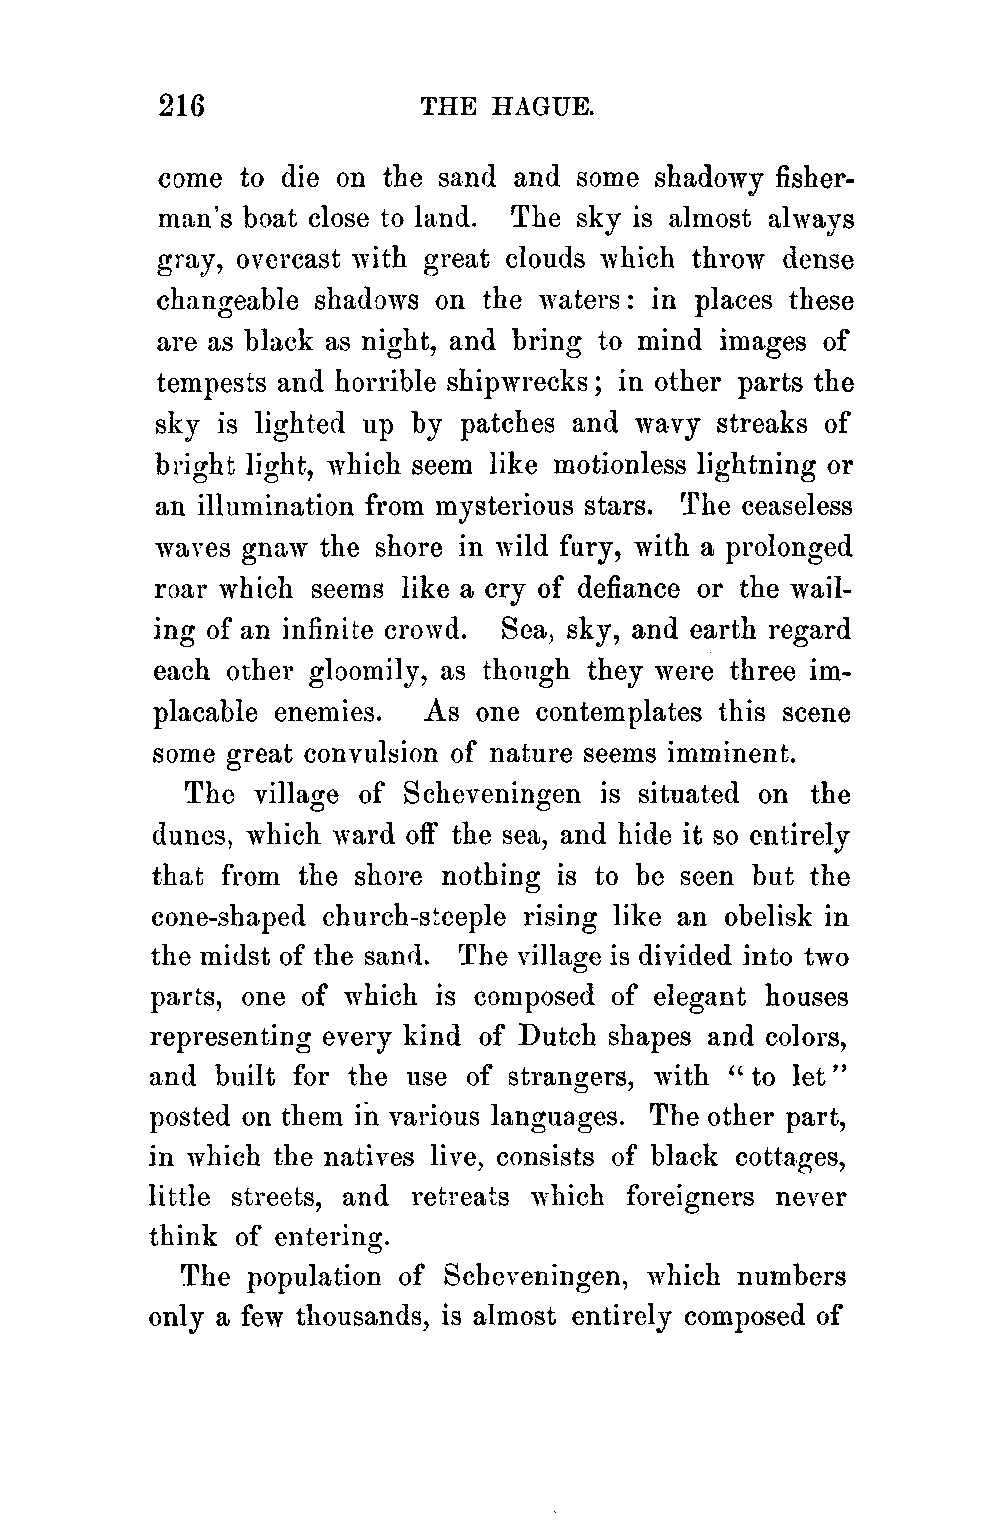 216 THE HAGUE.
come to die on the sand and some shadowy fisher-
man's boat close to land. The sky is almost always
gray, overcast with great clouds which throw dense
changeable shadows on the waters: in places these
are as black as night, and bring to mind images of
tempests and horrible shipwrecks; in other parts the
sky is lighted up by patches and wavy streaks of
bright light, which seem like motionless lightning or
an illumination from mysterious stars. The ceaseless
waves gnaw the shore in wild fury, with a prolonged
roar which seems like a cry of defiance or the wail-
ing of an infinite crowd. Sea, sky, and earth regard
each other gloomily, as though they were three im-
placable enemies. As one contemplates this scene
some great convulsion of nature seems imminent.
The village of Scheveningen is situated on the
dunes, which ward off the sea, and hide it so entirely
that from the shore nothing is to be seen but the
cone-shaped church-steeple rising like an obelisk in
the midst of the sand. The village is divided into two
parts, one of which is composed of elegant houses
representing every kind of Dutch shapes and colors,
and built for the use of strangers, with "to let"
posted on them in various languages. The other part,
in which the natives live, consists of black cottages,
little streets, and retreats which foreigners never
think of entering.
The population of Scheveningen, which numbers
only a few thousands, is almost entirely composed of